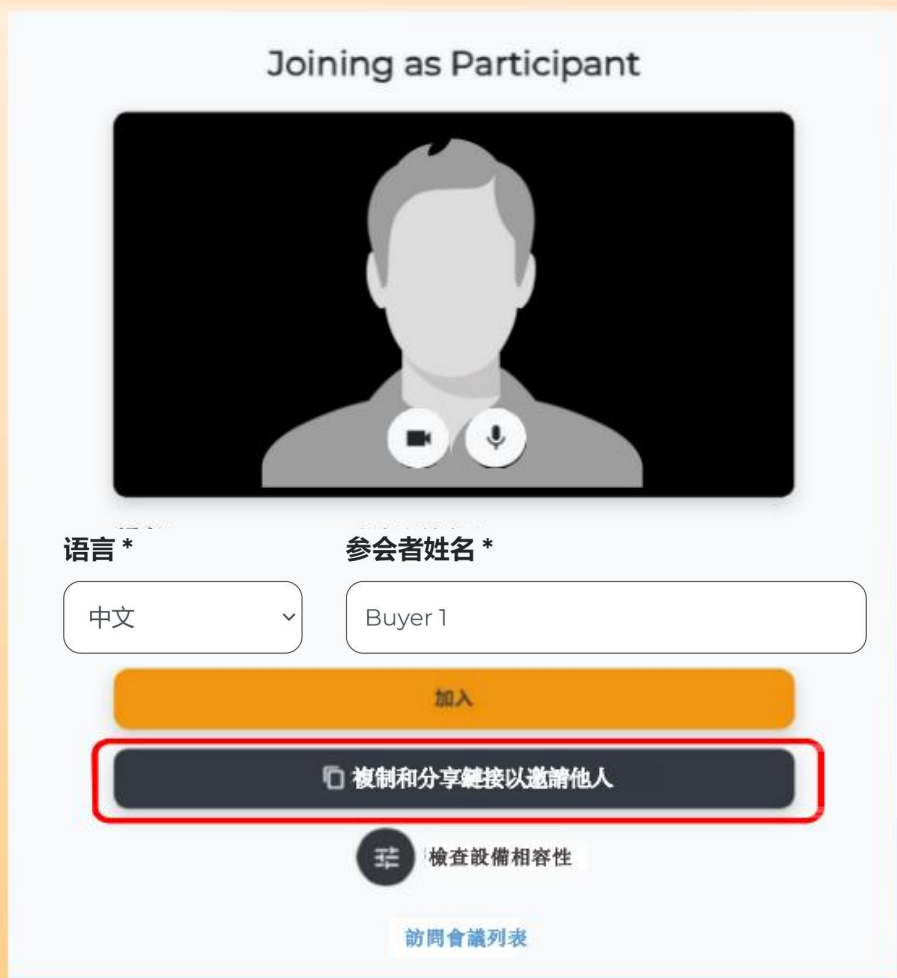 Joining as Participant
语言 *
参会者姓名 *
中文
Buyer 1
加入
複制和分享鏈接以邀請他人
檢查設備相容性
訪問會議列表